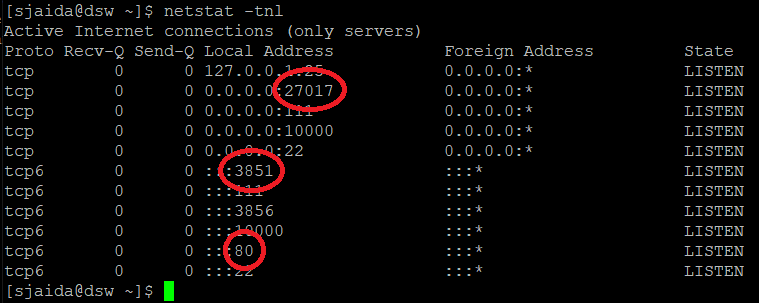 [sjaida@dsw ~]$ netstat -tnl
Active Internet connections (only servers)
Proto Recv-Q Send-Q Local Address           Foreign Address         State
tcp        0      0 127.0.0.1:25            0.0.0.0:*               LISTEN
tcp        0      0 0.0.0.0:27017           0.0.0.0:*               LISTEN
tcp        0      0 0.0.0.0:111             0.0.0.0:*               LISTEN
tcp        0      0 0.0.0.0:10000           0.0.0.0:*               LISTEN
tcp        0      0 0.0.0.0:22              0.0.0.0:*               LISTEN
tcp6       0      0 :::3851                 :::*                    LISTEN
tcp6       0      0 :::111                  :::*                    LISTEN
tcp6       0      0 :::3856                 :::*                    LISTEN
tcp6       0      0 :::10000                :::*                    LISTEN
tcp6       0      0 :::80                   :::*                    LISTEN
tcp6       0      0 :::22                   :::*                    LISTEN
[sjaida@dsw ~]$